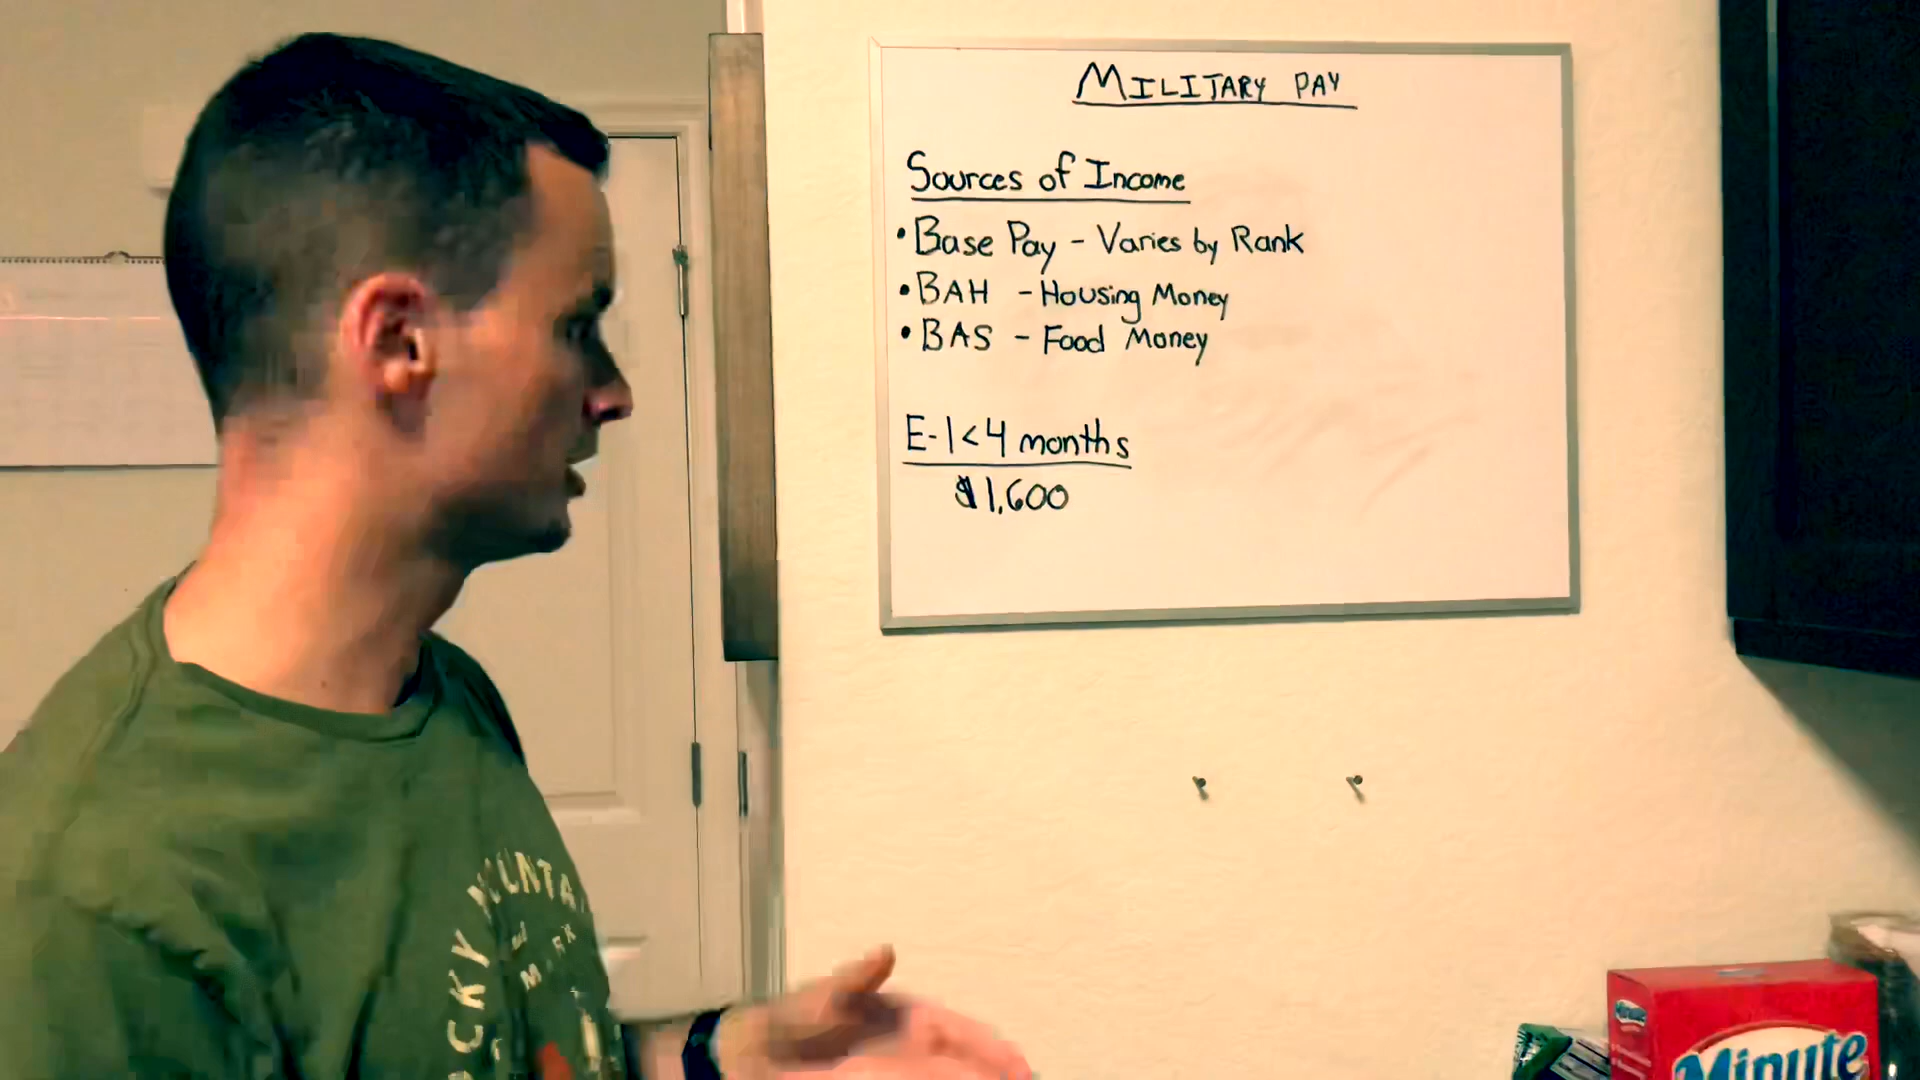 MILITARY PAY
Sources of Income
• Base Pay - Varies by Rank
• BAH - Housing Money
• BAS - Food Money
E-1 < 4 months
$1,600
Minute
Minute